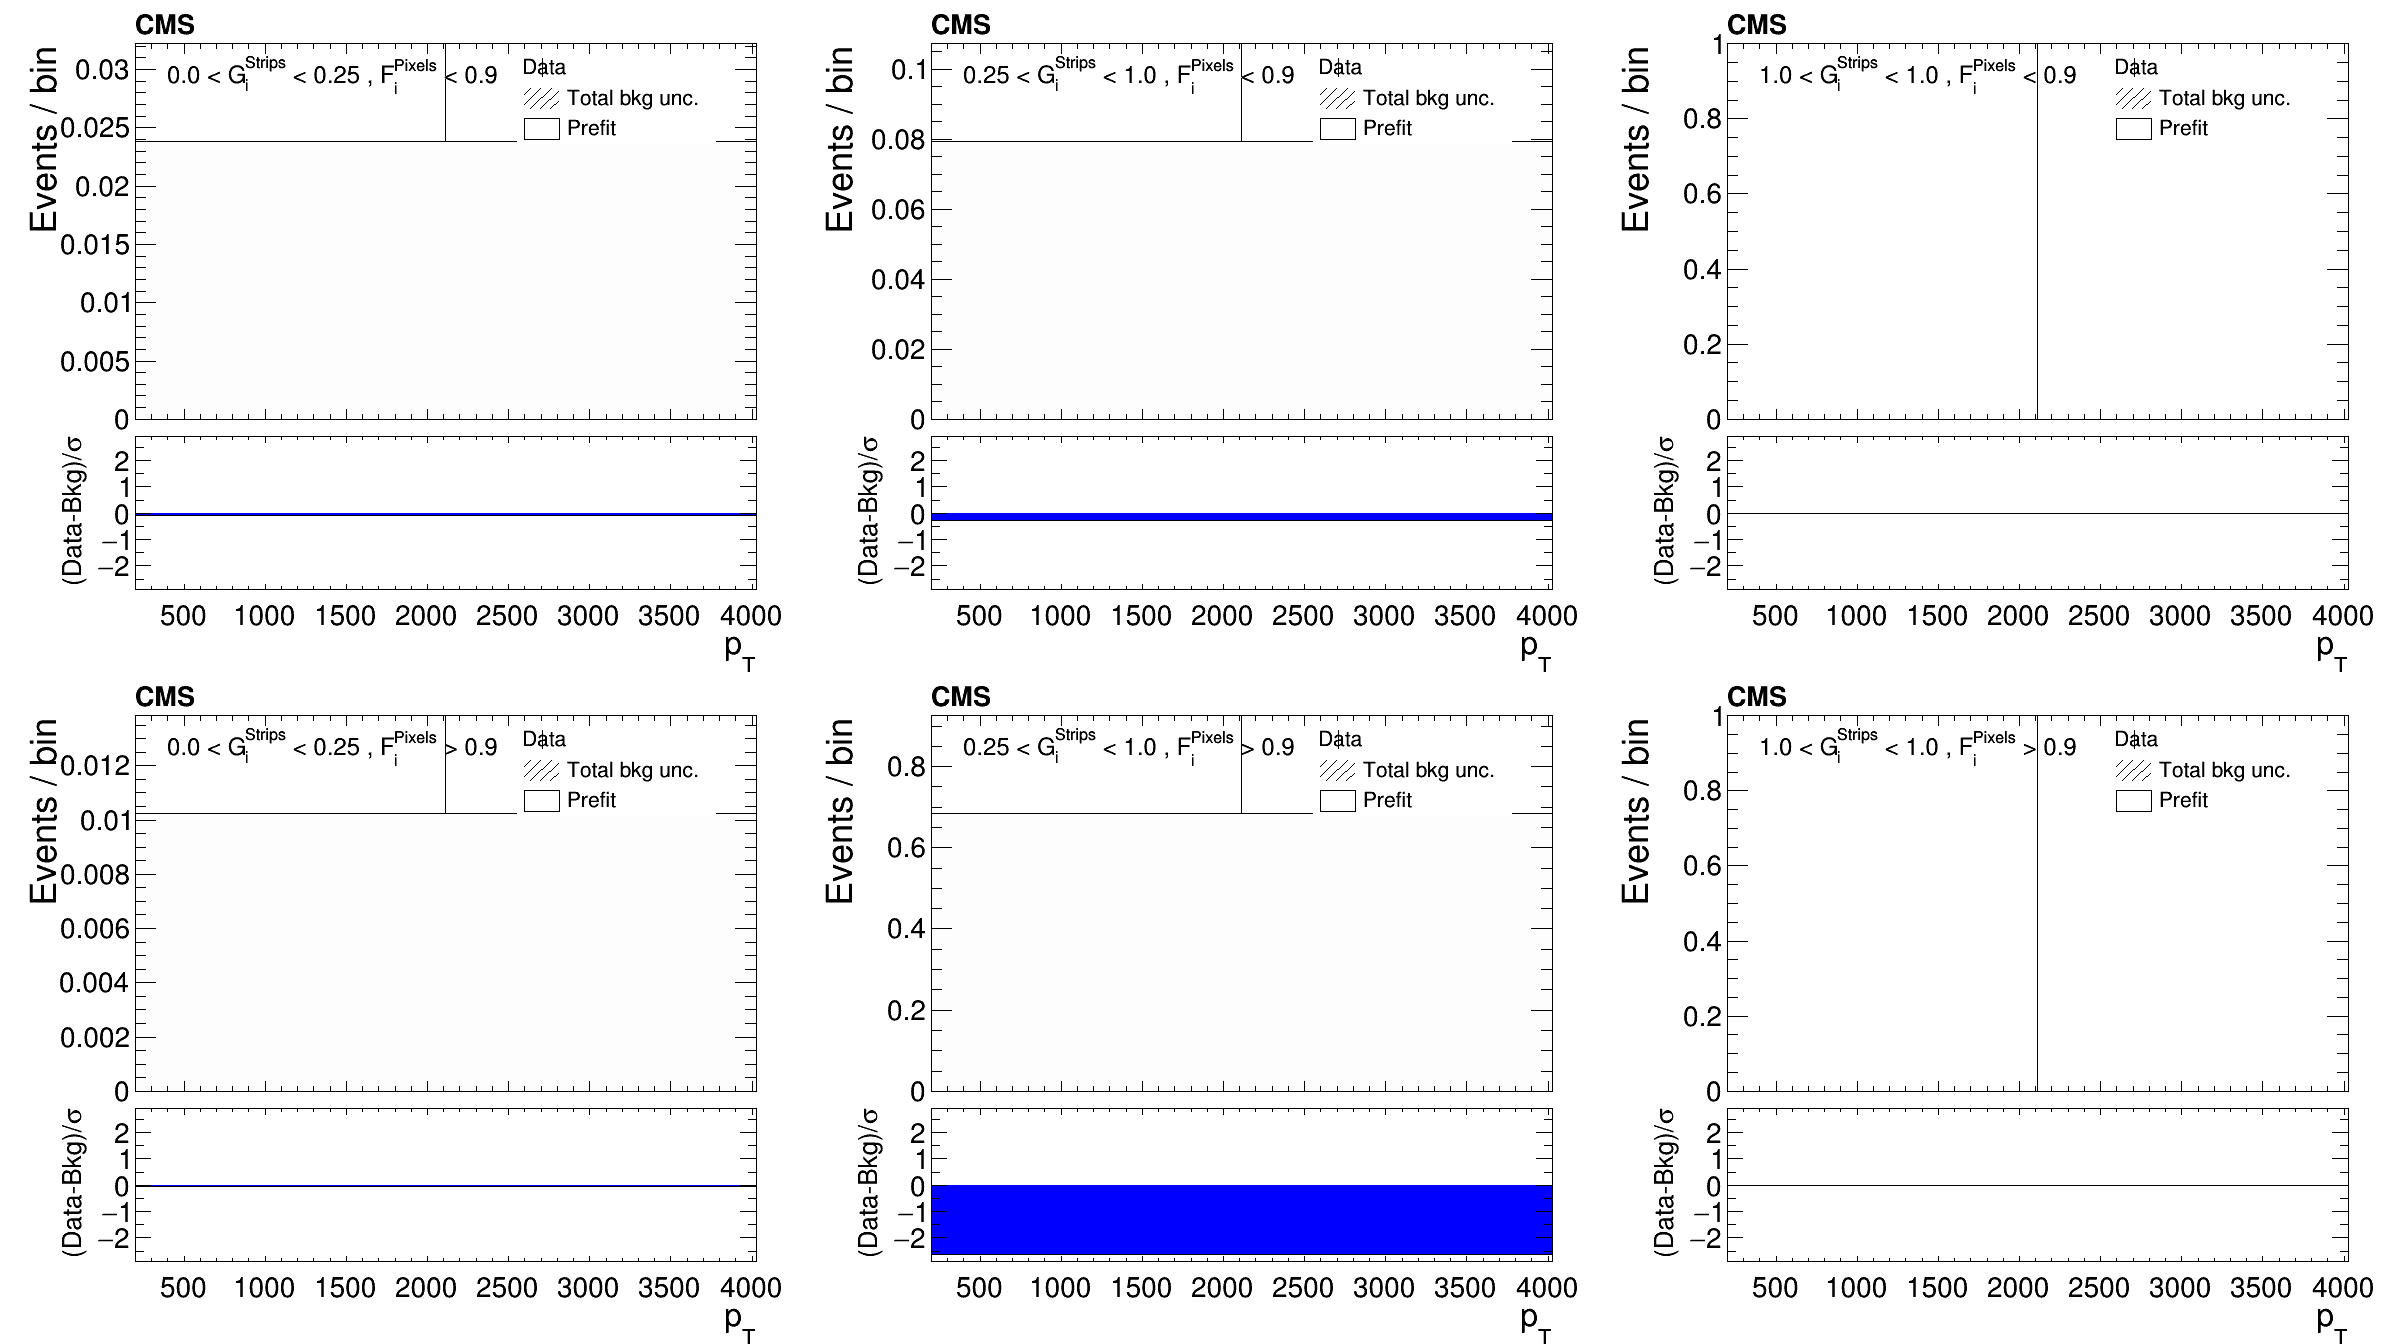 CMS
Events / bin
0.0 < G_i^Strips < 0.25 , F_i^Pixels < 0.9
Data
Total bkg unc.
Prefit
0.03
0.025
0.02
0.015
0.01
0.005
0
(Data-Bkg)/σ
2
1
0
−1
−2
500 1000 1500 2000 2500 3000 3500 4000
p_T
CMS
Events / bin
0.25 < G_i^Strips < 1.0 , F_i^Pixels < 0.9
Data
Total bkg unc.
Prefit
0.1
0.08
0.06
0.04
0.02
0
(Data-Bkg)/σ
2
1
0
−1
−2
500 1000 1500 2000 2500 3000 3500 4000
p_T
CMS
Events / bin
1.0 < G_i^Strips < 1.0 , F_i^Pixels < 0.9
Data
Total bkg unc.
Prefit
1
0.8
0.6
0.4
0.2
0
(Data-Bkg)/σ
2
1
0
−1
−2
500 1000 1500 2000 2500 3000 3500 4000
p_T
CMS
Events / bin
0.0 < G_i^Strips < 0.25 , F_i^Pixels > 0.9
Data
Total bkg unc.
Prefit
0.012
0.01
0.008
0.006
0.004
0.002
0
(Data-Bkg)/σ
2
1
0
−1
−2
500 1000 1500 2000 2500 3000 3500 4000
p_T
CMS
Events / bin
0.25 < G_i^Strips < 1.0 , F_i^Pixels > 0.9
Data
Total bkg unc.
Prefit
0.8
0.6
0.4
0.2
0
(Data-Bkg)/σ
2
1
0
−1
−2
500 1000 1500 2000 2500 3000 3500 4000
p_T
CMS
Events / bin
1.0 < G_i^Strips < 1.0 , F_i^Pixels > 0.9
Data
Total bkg unc.
Prefit
1
0.8
0.6
0.4
0.2
0
(Data-Bkg)/σ
2
1
0
−1
−2
500 1000 1500 2000 2500 3000 3500 4000
p_T